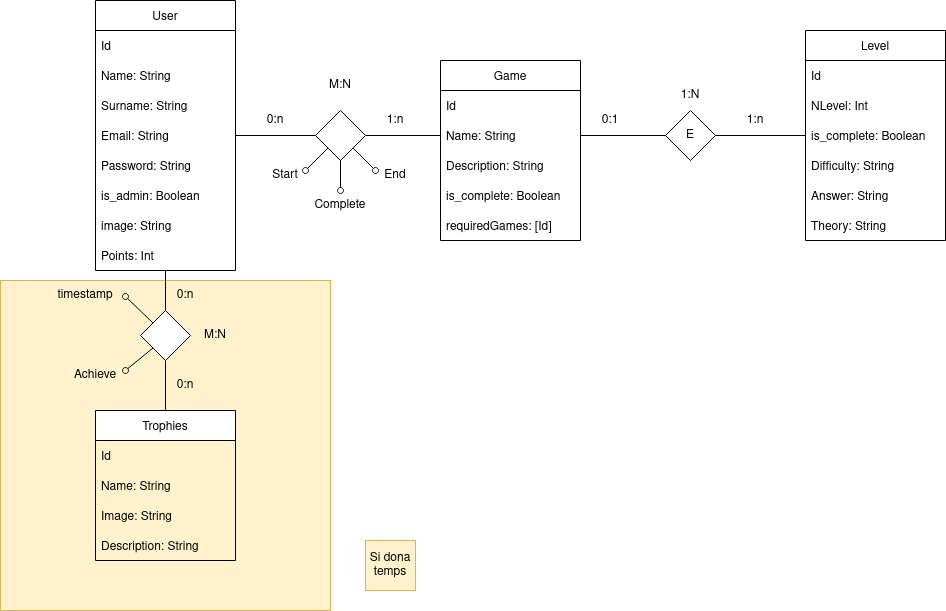 User
Id
Name: String
Surname: String
Email: String
Password: String
is_admin: Boolean
image: String
Points: Int
0:n
M:N
1:n
Start
Complete
End
Game
Id
Name: String
Description: String
is_complete: Boolean
requiredGames: [Id]
0:1
1:N
E
1:n
Level
Id
NLevel: Int
is_complete: Boolean
Difficulty: String
Answer: String
Theory: String
timestamp
0:n
M:N
Achieve
0:n
Trophies
Id
Name: String
Image: String
Description: String
Si dona
temps